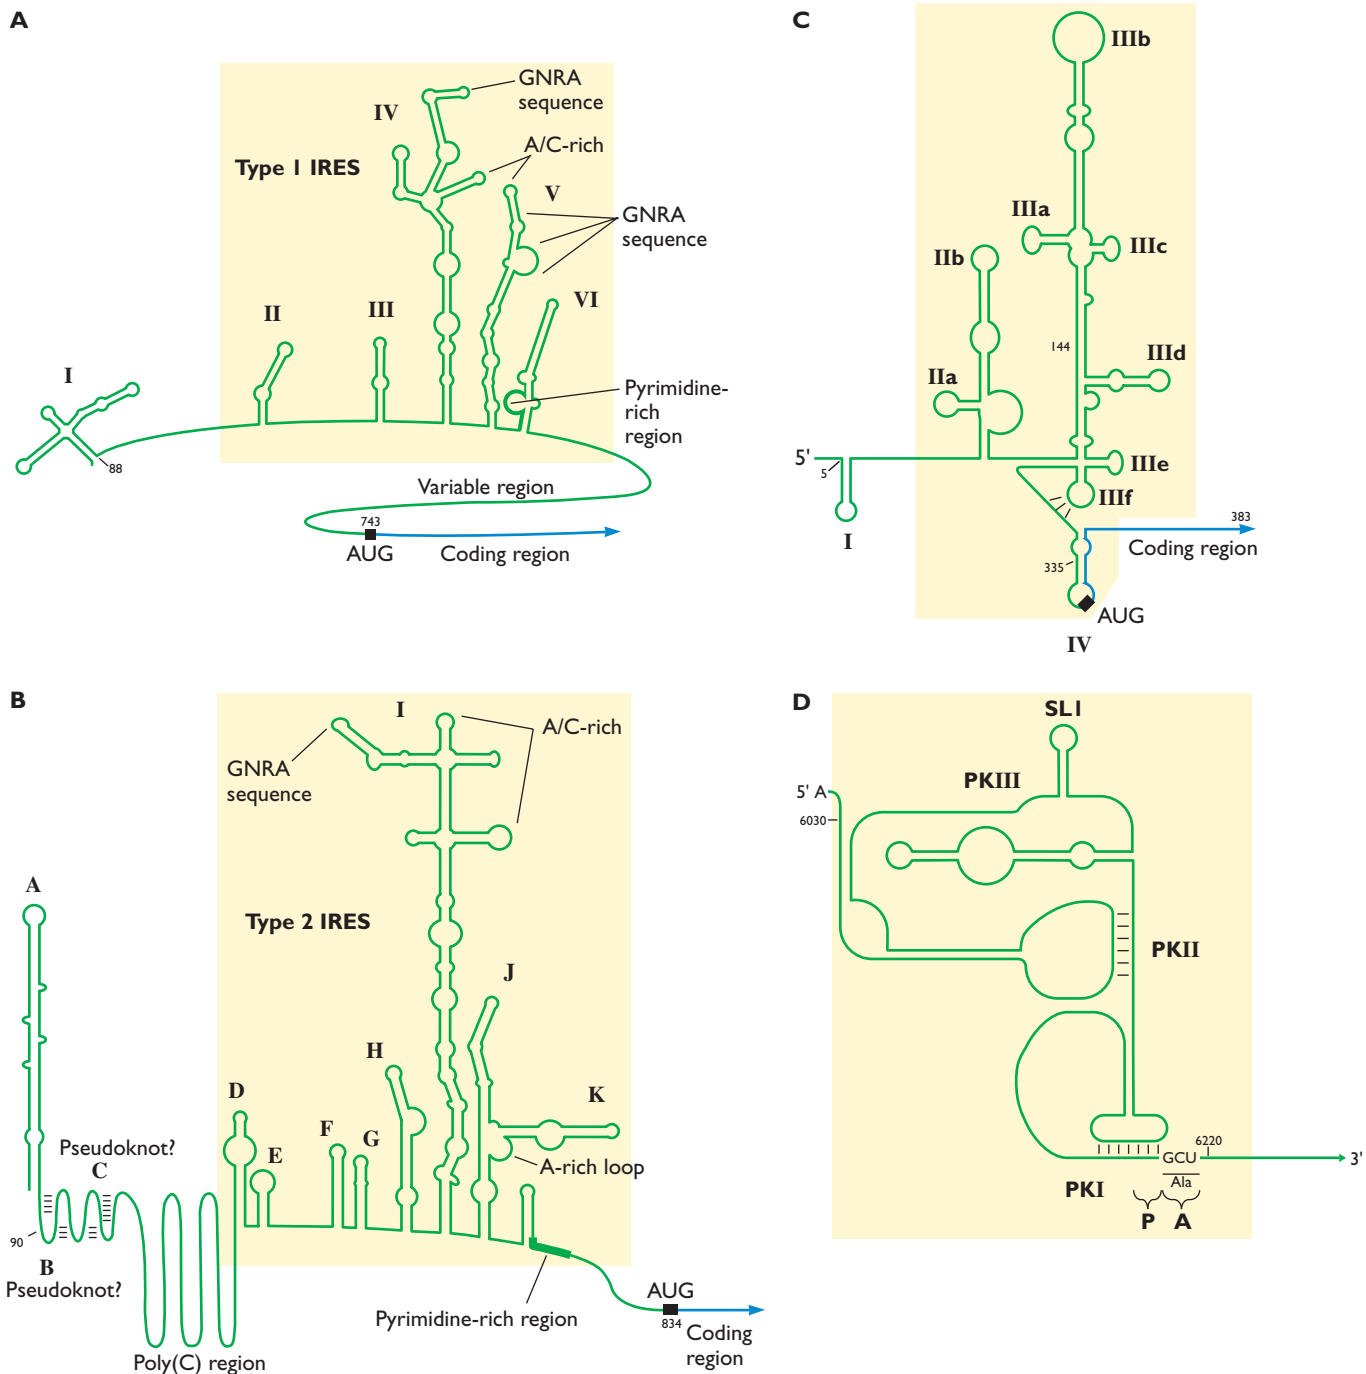 A
GNRA
sequence
IV
A/C-rich
Type 1 IRES
V
GNRA
sequence
II
III
VI
I
Pyrimidine-
rich
region
88
Variable region
743
AUG
Coding region
C
IIIb
IIIa
IIIc
IIb
144
IIId
IIa
5'
5
IIIe
IIIf
I
383
Coding region
335
AUG
IV
B
I
A/C-rich
GNRA
sequence
A
Type 2 IRES
J
H
D
K
F
G
E
Pseudoknot?
C
A-rich loop
90
B
Pseudoknot?
AUG
834
Coding
region
Pyrimidine-rich region
Poly(C) region
D
SLI
PKIII
5' A
6030
PKII
6220
GCU
3'
Ala
PKI
P
A